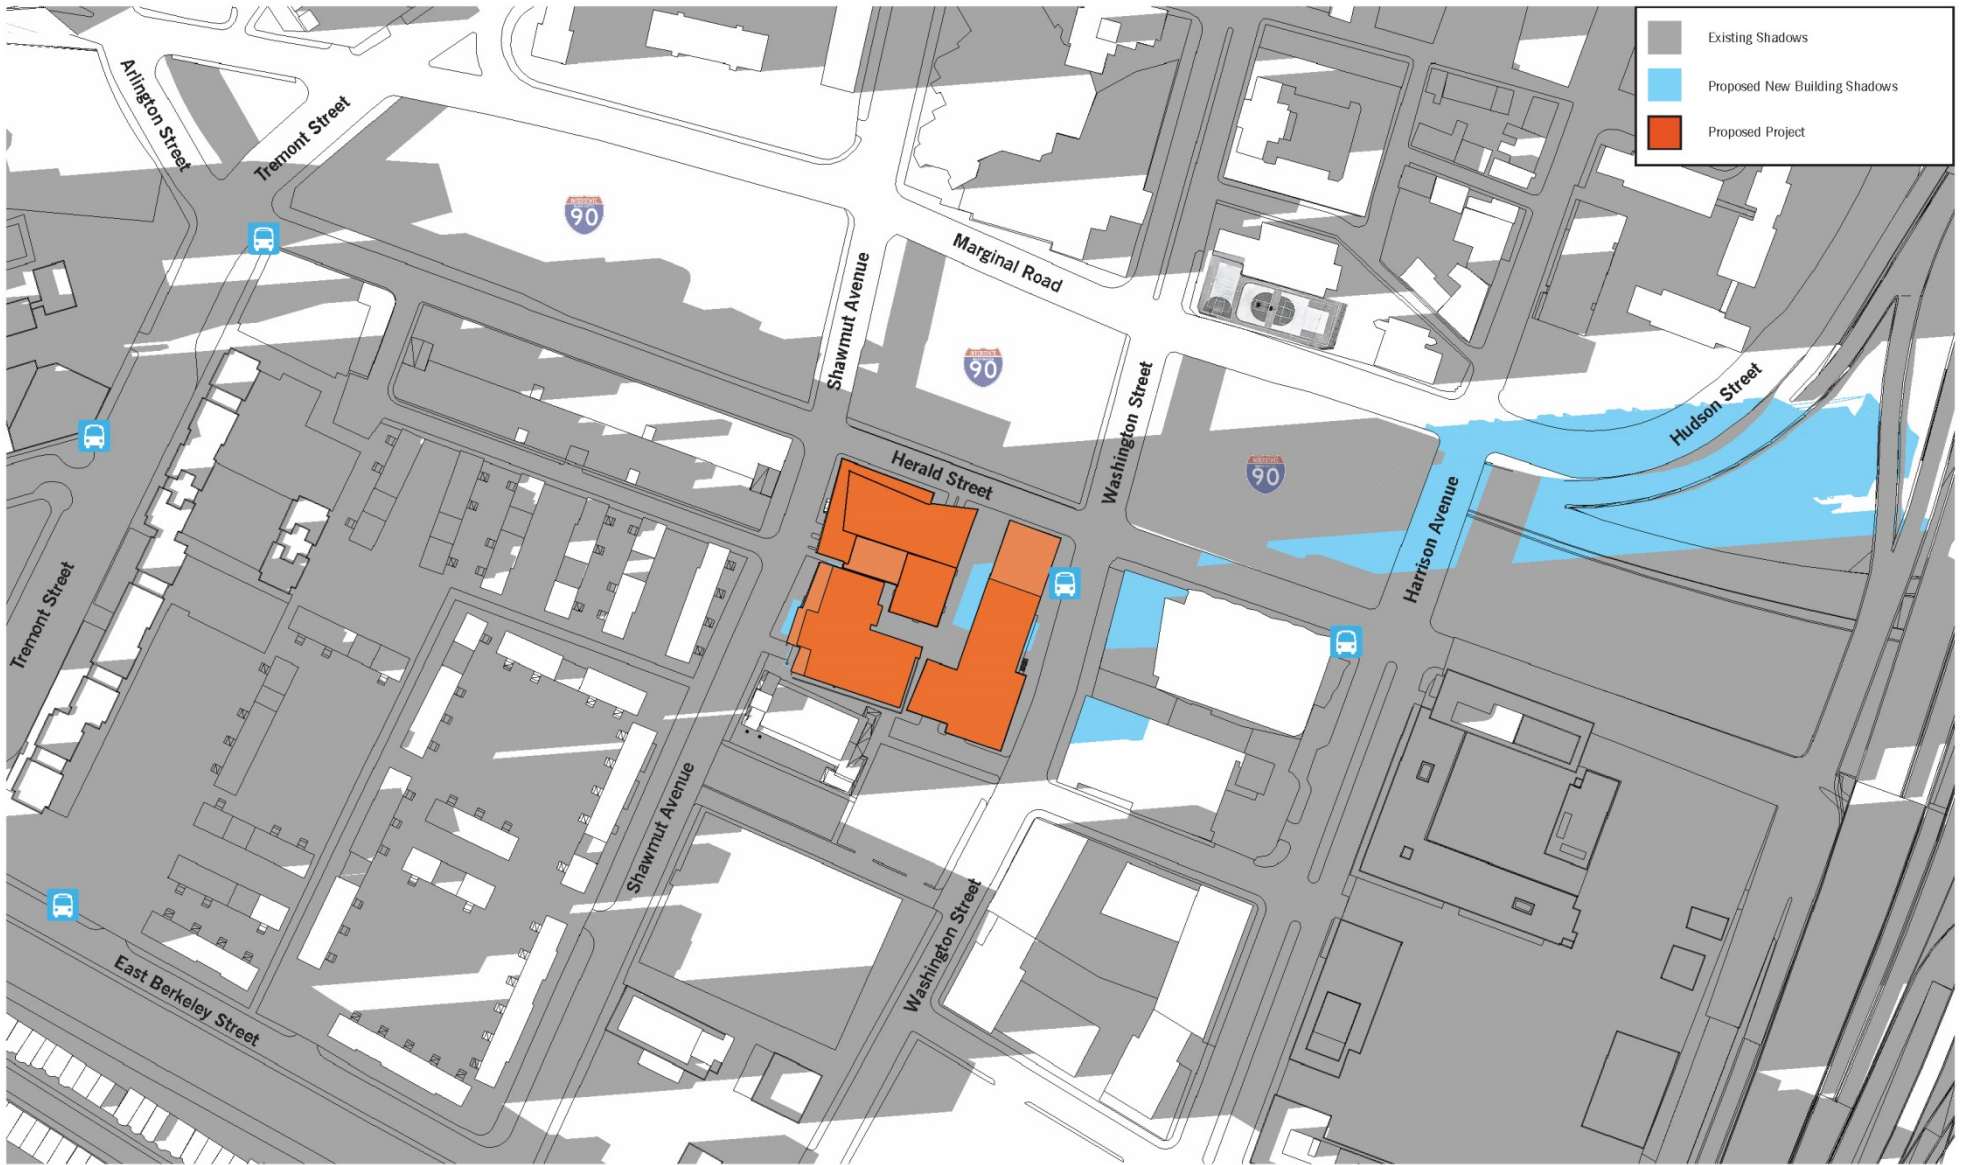 Existing Shadows
Proposed New Building Shadows
Proposed Project
Arlington Street
Tremont Street
90
Marginal Road
Shawmut Avenue
90
Washington Street
Hudson Street
Herald Street
90
Harrison Avenue
Tremont Street
Shawmut Avenue
Washington Street
East Berkeley Street